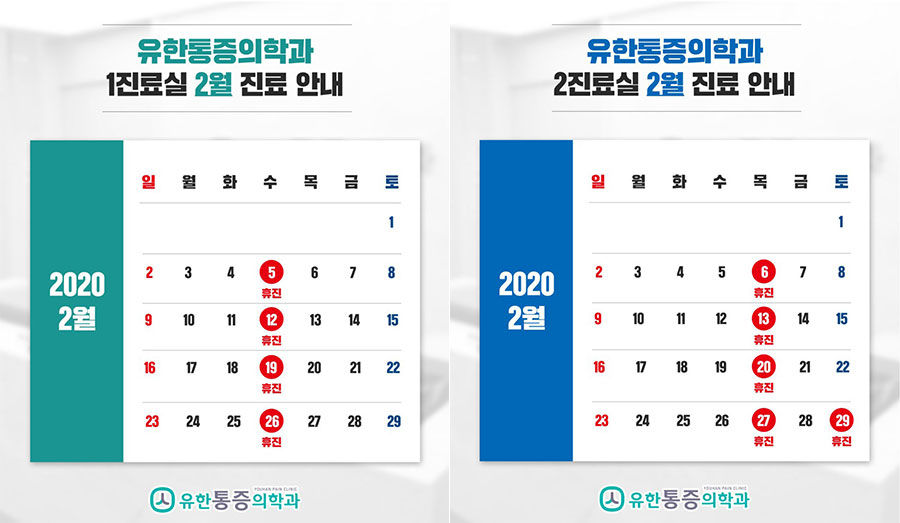 유한통증의학과
1진료실 2월 진료 안내
2020
2월
일 월 화 수 목 금 토
1
2 3 4 5 6 7 8
휴진
9 10 11 12 13 14 15
휴진
16 17 18 19 20 21 22
휴진
23 24 25 26 27 28 29
휴진
YOUHAN PAIN CLINIC
유한통증의학과
유한통증의학과
2진료실 2월 진료 안내
2020
2월
일 월 화 수 목 금 토
1
2 3 4 5 6 7 8
휴진
9 10 11 12 13 14 15
휴진
16 17 18 19 20 21 22
휴진
23 24 25 26 27 28 29
휴진 휴진
YOUHAN PAIN CLINIC
유한통증의학과